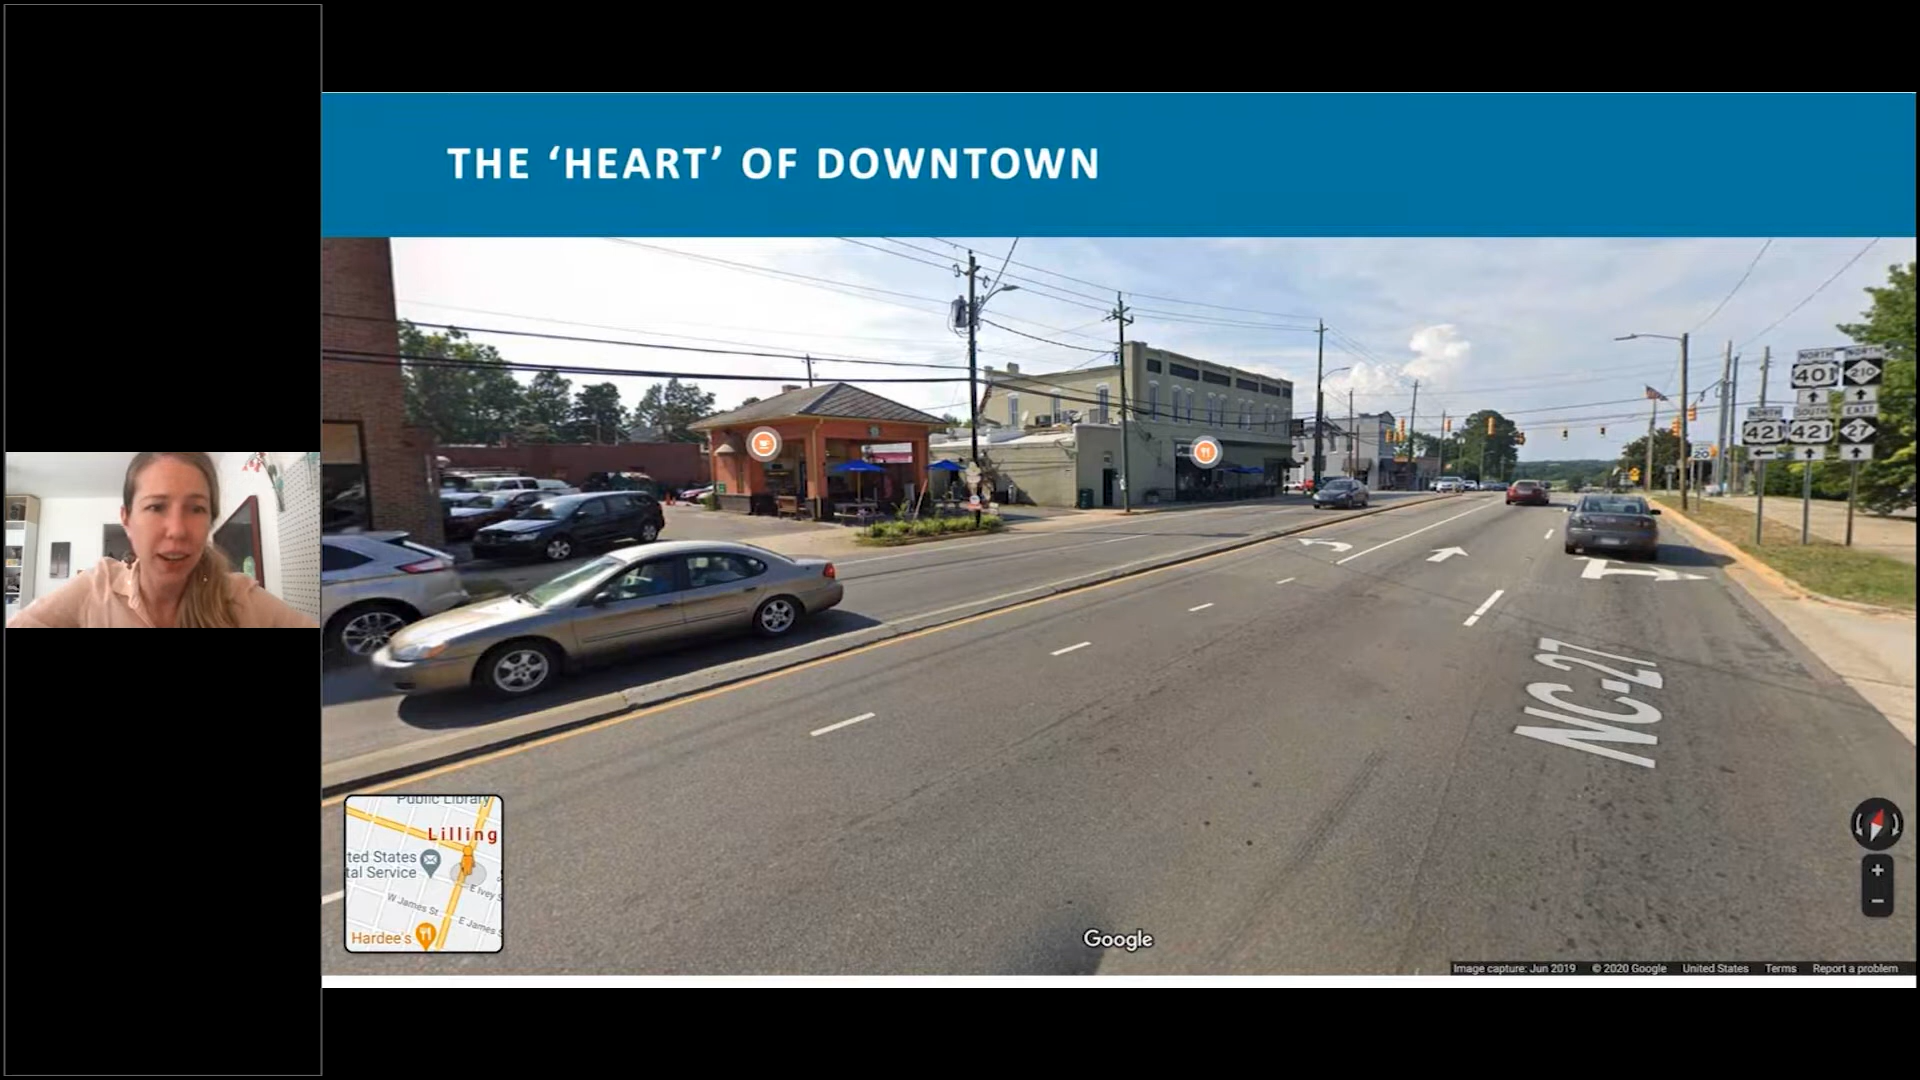 THE ‘HEART’ OF DOWNTOWN
NORTH NORTH
401 210
NORTH SOUTH EAST
421 421 27
20
NC-27
Public Library
Lilling
ted States
tal Service
E Ivey S
W James St
E James S
Hardee's
Google
Image capture: Jun 2019 © 2020 Google United States Terms Report a problem